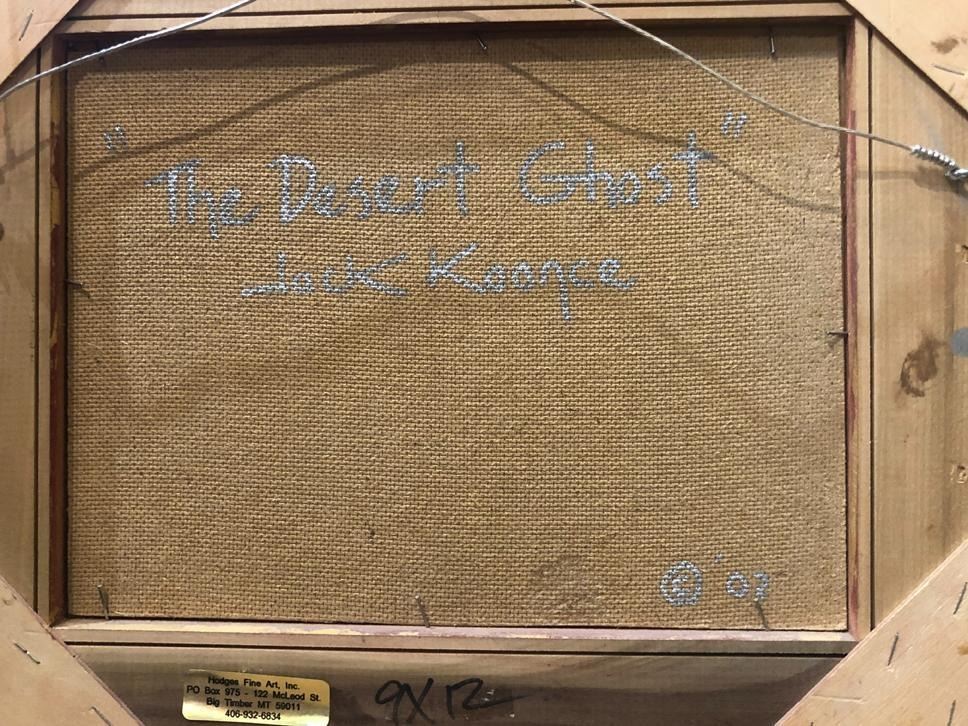 "The Desert Ghost"
Jack Koonce
© '03
Hodges Fine Art, Inc.
PO Box 975 - 122 McLeod St.
Big Timber MT 59011
406-932-6834
9X12